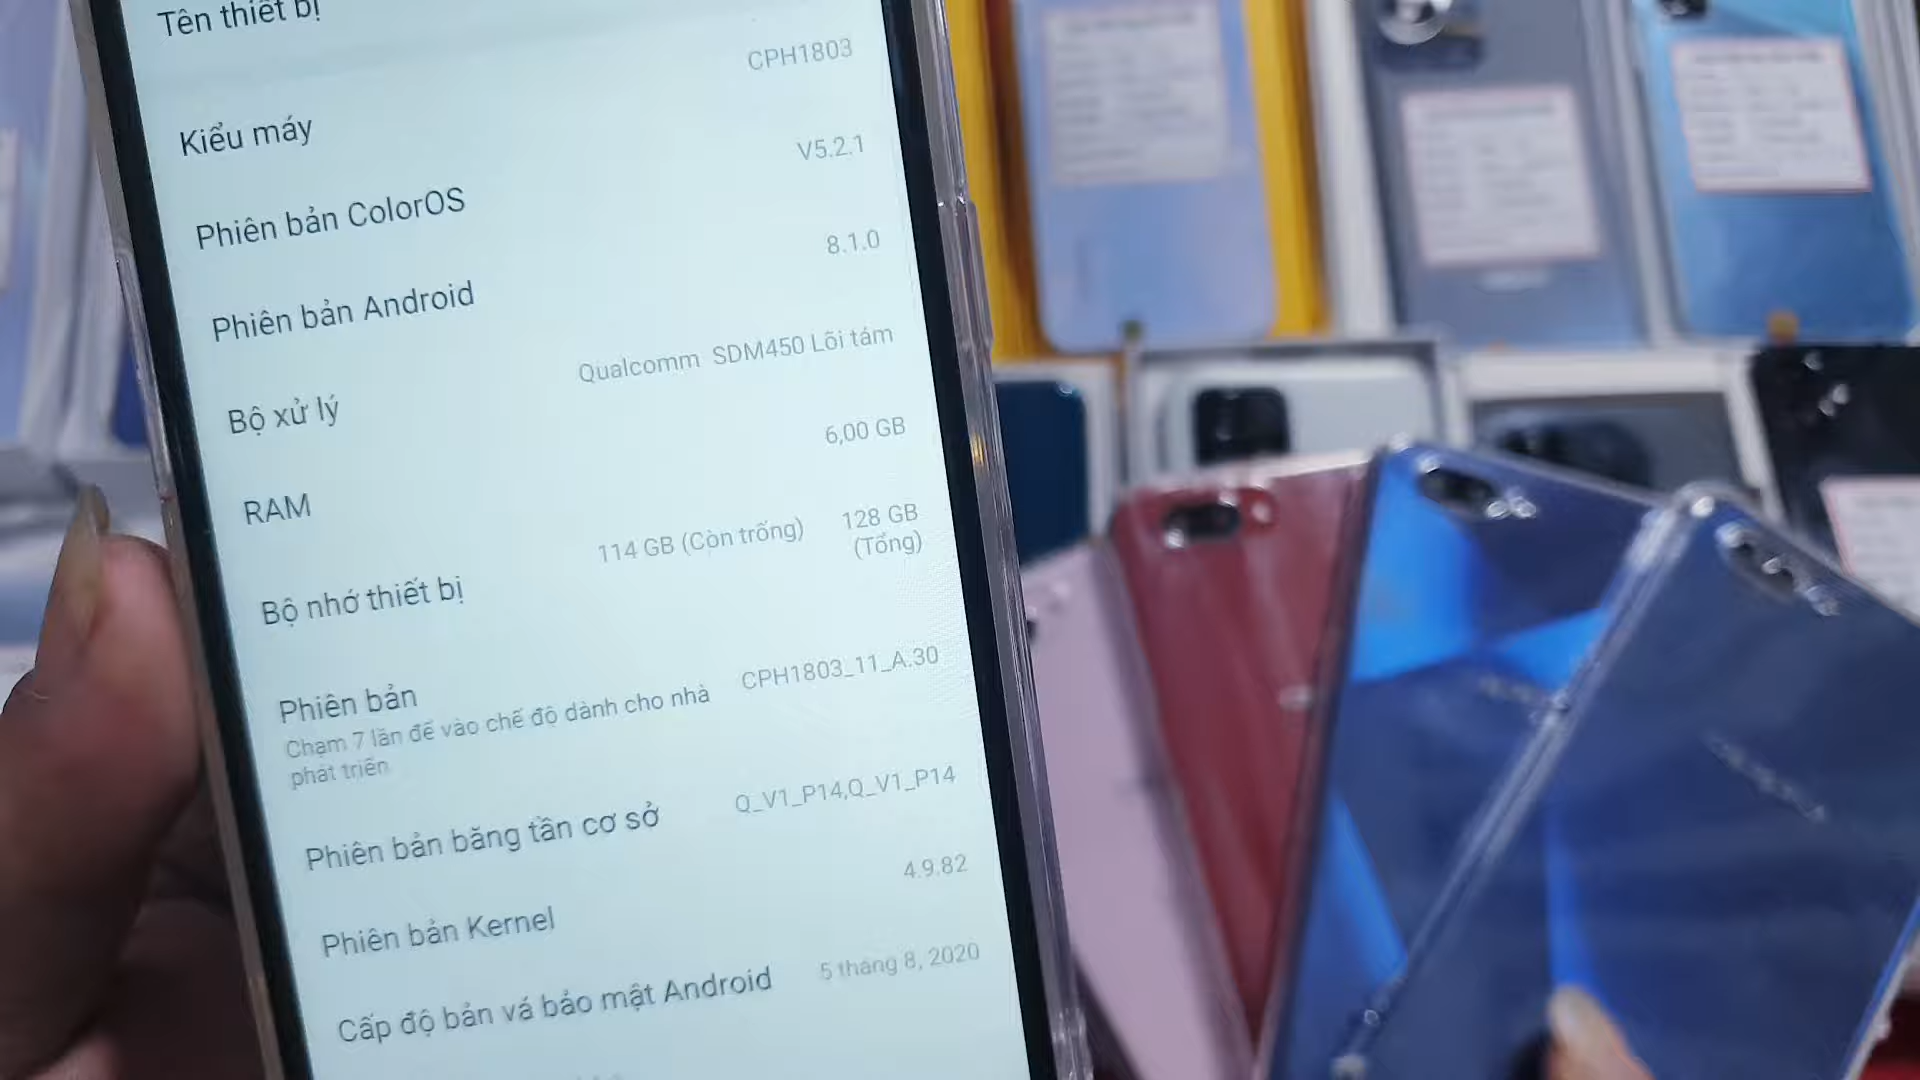 Tên thiết bị
CPH1803
Kiểu máy
V5.2.1
Phiên bản ColorOS
8.1.0
Phiên bản Android
Qualcomm SDM450 Lõi tám
Bộ xử lý
6,00 GB
RAM
114 GB (Còn trống)
128 GB
(Tổng)
Bộ nhớ thiết bị
CPH1803_11_A.30
Phiên bản
Chạm 7 lần để vào chế độ dành cho nhà
phát triển
Q_V1_P14,Q_V1_P14
Phiên bản băng tần cơ sở
4.9.82
Phiên bản Kernel
5 tháng 8, 2020
Cấp độ bản vá bảo mật Android